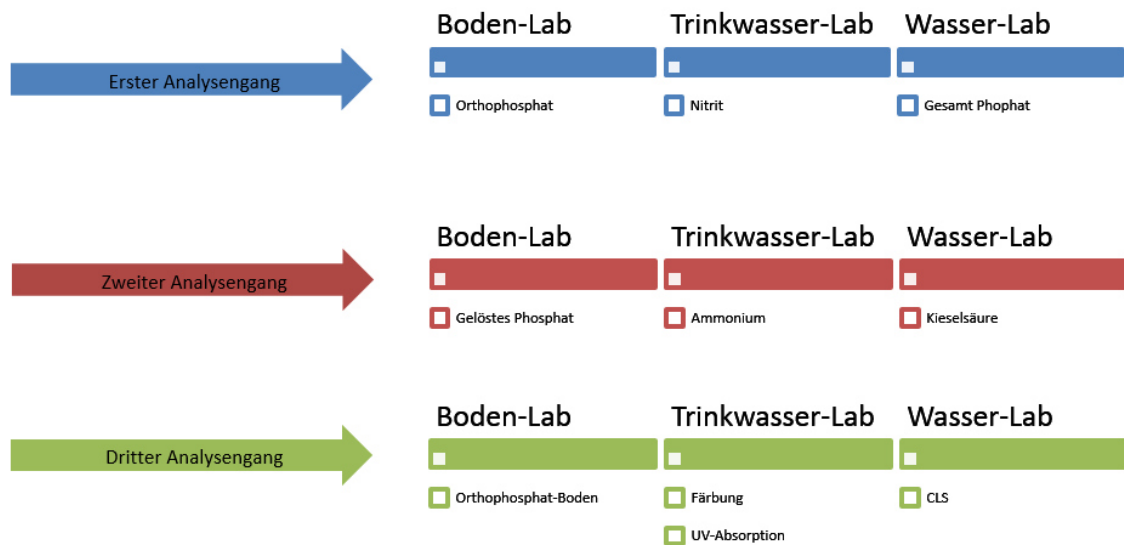 Boden-Lab Trinkwasser-Lab Wasser-Lab
Erster Analysengang
Orthophosphat Nitrit Gesamt Phophat
Boden-Lab Trinkwasser-Lab Wasser-Lab
Zweiter Analysengang
Gelöstes Phosphat Ammonium Kieselsäure
Boden-Lab Trinkwasser-Lab Wasser-Lab
Dritter Analysengang
Orthophosphat-Boden Färbung CLS
UV-Absorption